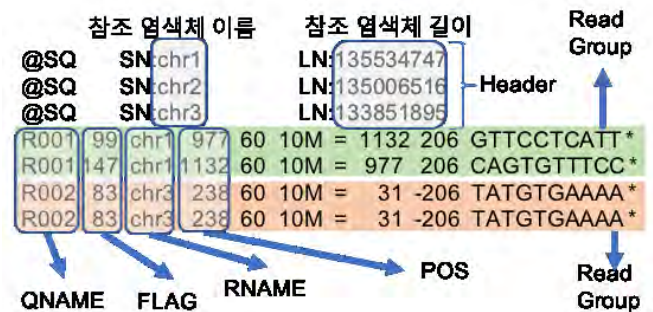 참조 염색체 이름 참조 염색체 길이 Read Group
@SQ SN:chr1 LN:135534747
@SQ SN:chr2 LN:135006516 Header
@SQ SN:chr3 LN:133851895
R001 99 chr1 977 60 10M = 1132 206 GTTCCTCATT *
R001 147 chr1 1132 60 10M = 977 206 CAGTGTTTCC *
R002 83 chr3 238 60 10M = 31 -206 TATGTGAAAA *
R002 83 chr3 238 60 10M = 31 -206 TATGTGAAAA *
QNAME FLAG RNAME POS Read Group